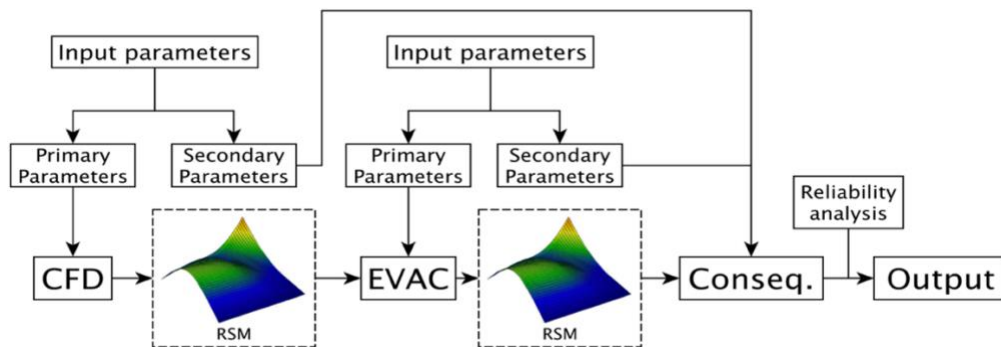 Input parameters
Input parameters
Primary
Parameters
Secondary
Parameters
Primary
Parameters
Secondary
Parameters
Reliability
analysis
CFD
RSM
EVAC
RSM
Conseq.
Output